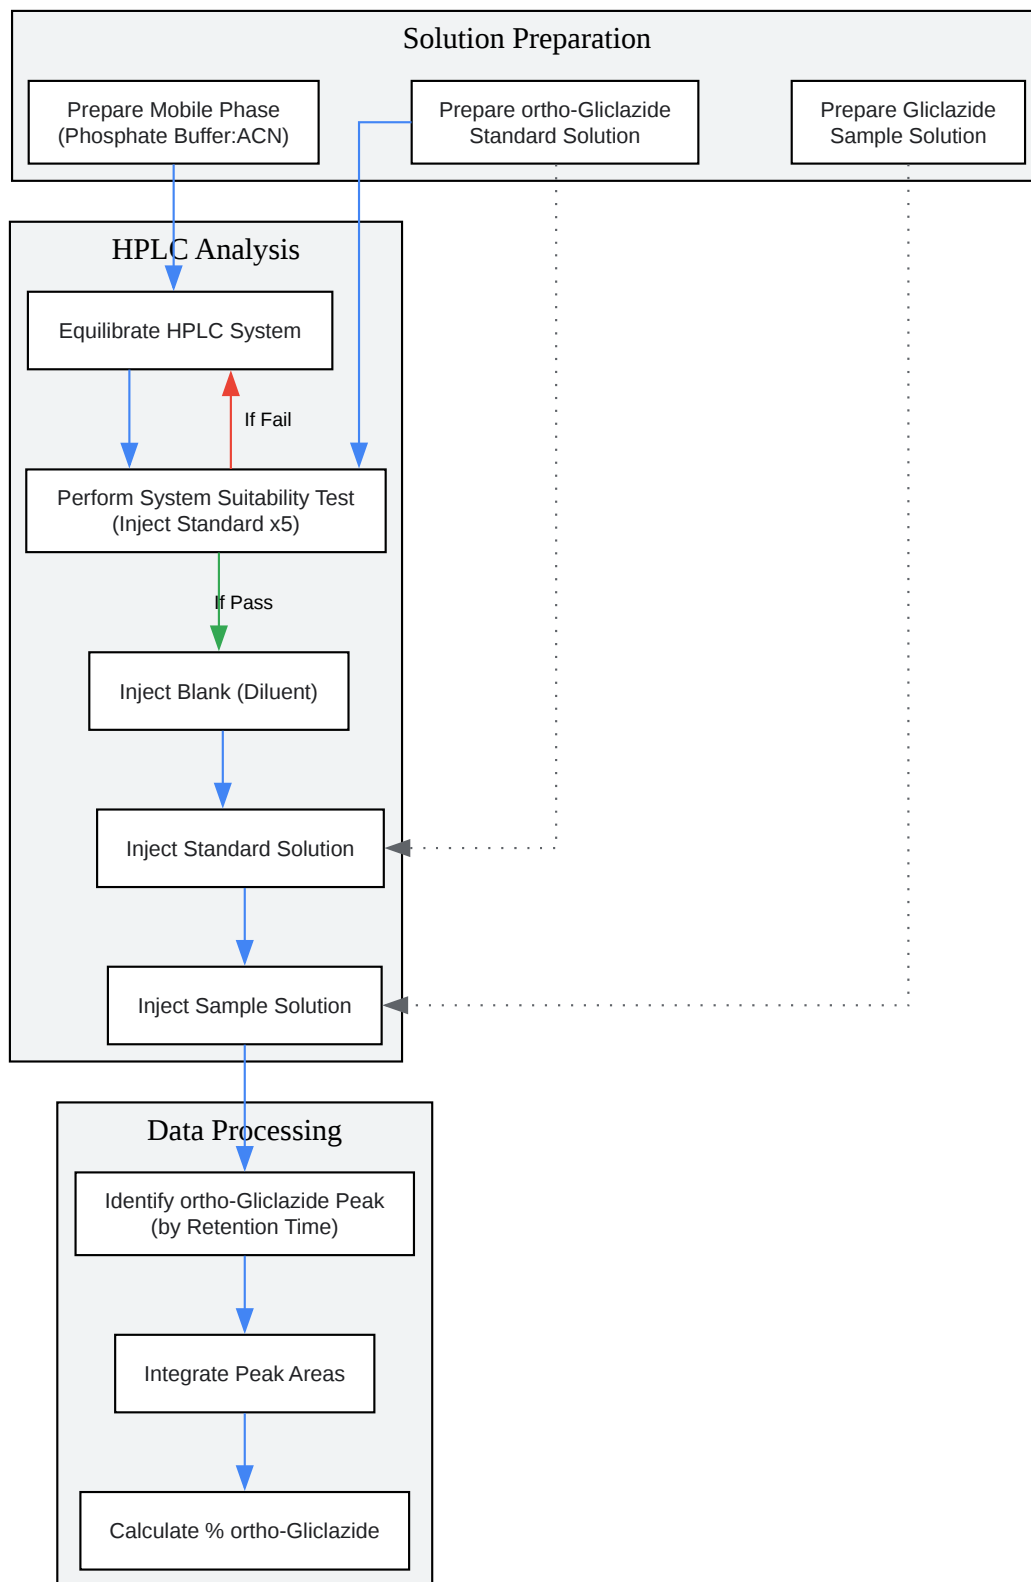 Solution Preparation
Prepare Mobile Phase
(Phosphate Buffer:ACN)
Prepare ortho-Gliclazide
Standard Solution
Prepare Gliclazide
Sample Solution
HPLC Analysis
Equilibrate HPLC System
If Fail
Perform System Suitability Test
(Inject Standard x5)
If Pass
Inject Blank (Diluent)
Inject Standard Solution
Inject Sample Solution
Data Processing
Identify ortho-Gliclazide Peak
(by Retention Time)
Integrate Peak Areas
Calculate % ortho-Gliclazide